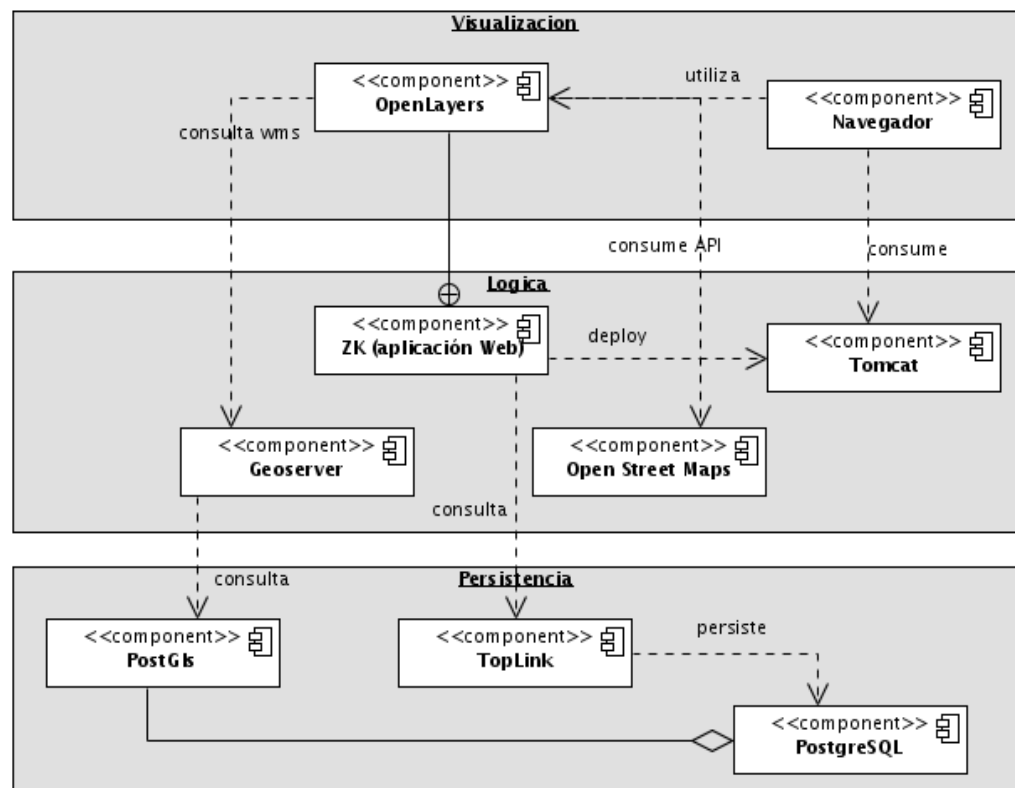 Visualizacion
<<component>>
OpenLayers
utiliza
<<component>>
Navegador
consulta wms
consume API
consume
Logica
<<component>>
ZK (aplicación Web)
deploy
<<component>>
Tomcat
<<component>>
Geoserver
<<component>>
Open Street Maps
consulta
consulta
Persistencia
<<component>>
PostGIs
<<component>>
TopLink
persiste
<<component>>
PostgreSQL